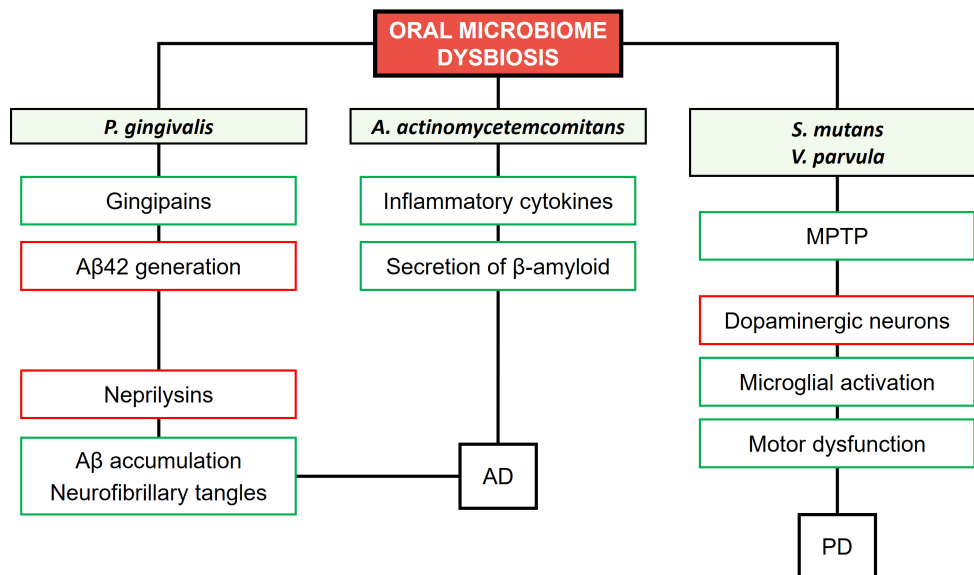 ORAL MICROBIOME
DYSBIOSIS
P. gingivalis
Gingipains
Aβ42 generation
Neprilysins
Aβ accumulation
Neurofibrillary tangles
A. actinomycetemcomitans
Inflammatory cytokines
Secretion of β-amyloid
AD
S. mutans
V. parvula
MPTP
Dopaminergic neurons
Microglial activation
Motor dysfunction
PD